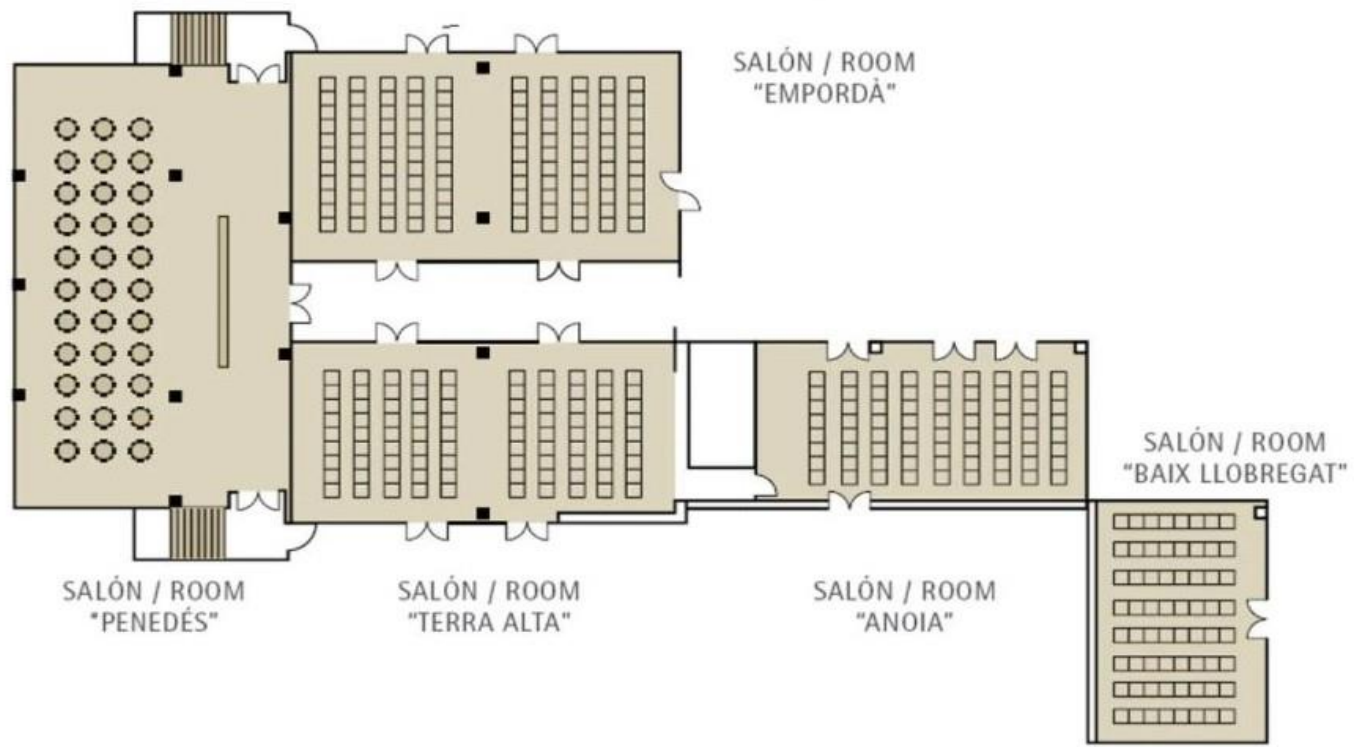 SALÓN / ROOM
“EMPORDÀ”
SALÓN / ROOM
“BAIX LLOBREGAT”
SALÓN / ROOM
“PENEDÉS”
SALÓN / ROOM
“TERRA ALTA”
SALÓN / ROOM
“ANOIA”